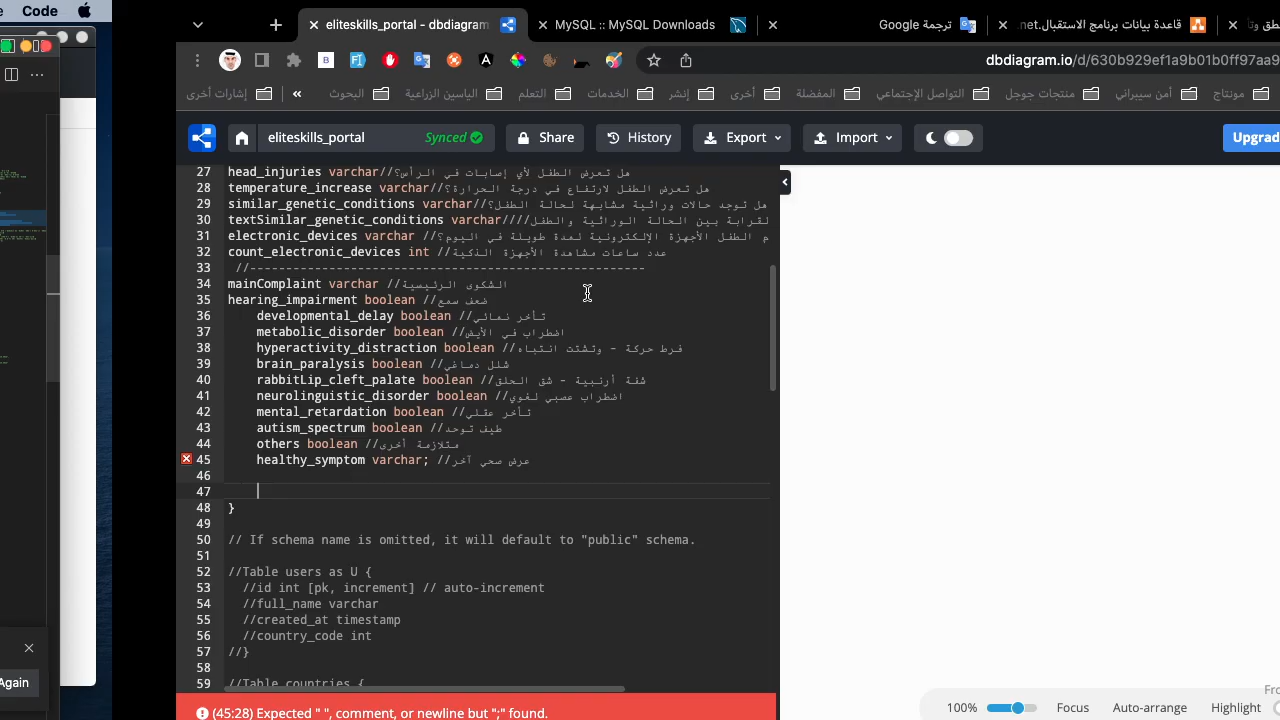 e Code
eliteskills_portal - dbdiagram
MySQL :: MySQL Downloads
ترجمة Google
قاعدة بيانات برنامج الاستقبال.net
dbdiagram.io/d/630b929ef1a9b01b0f97aa9
إشارات أخرى
البحوث
الياسين الزراعية
التعلم
الخدمات
إنشر
أخرى
المفضلة
التواصل الإجتماعي
أمن سيبراني
منتجات جوجل
مونتاج
eliteskills_portal
Synced
Share
History
Export
Import
Upgrad
27 head_injuries varchar//هل تعرض الطفل لأي إصابات في الرأس؟
28 temperature_increase varchar//هل تعرض الطفل لارتفاع في درجة الحرارة؟
29 similar_genetic_conditions varchar//هل توجد حالات وراثية مشابهة لحالة الطفل؟
30 textSimilar_genetic_conditions varchar////لقرابة بين الحالة الوراثية والطفل
31 electronic_devices varchar //الطفل الأجهزة الإلكترونية لمدة طويلة في اليوم؟
32 count_electronic_devices int //عدد ساعات مشاهدة الأجهزة الذكية
33 //------------------------------------------------------
34 mainComplaint varchar //الشكوى الرئيسية
35 hearing_impairment boolean //ضعف سمع
36 developmental_delay boolean //تأخر نمائي
37 metabolic_disorder boolean //اضطراب في الأيض
38 hyperactivity_distraction boolean //فرط حركة - وتشتت انتباه
39 brain_paralysis boolean //شلل دماغي
40 rabbitLip_cleft_palate boolean //شفة أرنبية - شق الحلق
41 neurolinguistic_disorder boolean //اضطراب عصبي لغوي
42 mental_retardation boolean //تأخر عقلي
43 autism_spectrum boolean //طيف توحد
44 others boolean //متلازمة أخرى
45 helthy_symptom varchar; //عرض صحي آخر
46
47
48 }
49
50 // If schema name is omitted, it will default to "public" schema.
51
52 //Table users as U {
53 //id int [pk, increment] // auto-increment
54 //full_name varchar
55 //created_at timestamp
56 //country_code int
57 //}
58
59 //Table countries {
Again
(45:28) Expected " ", comment, or newline but ";" found.
100%
Focus
Auto-arrange
Highlight